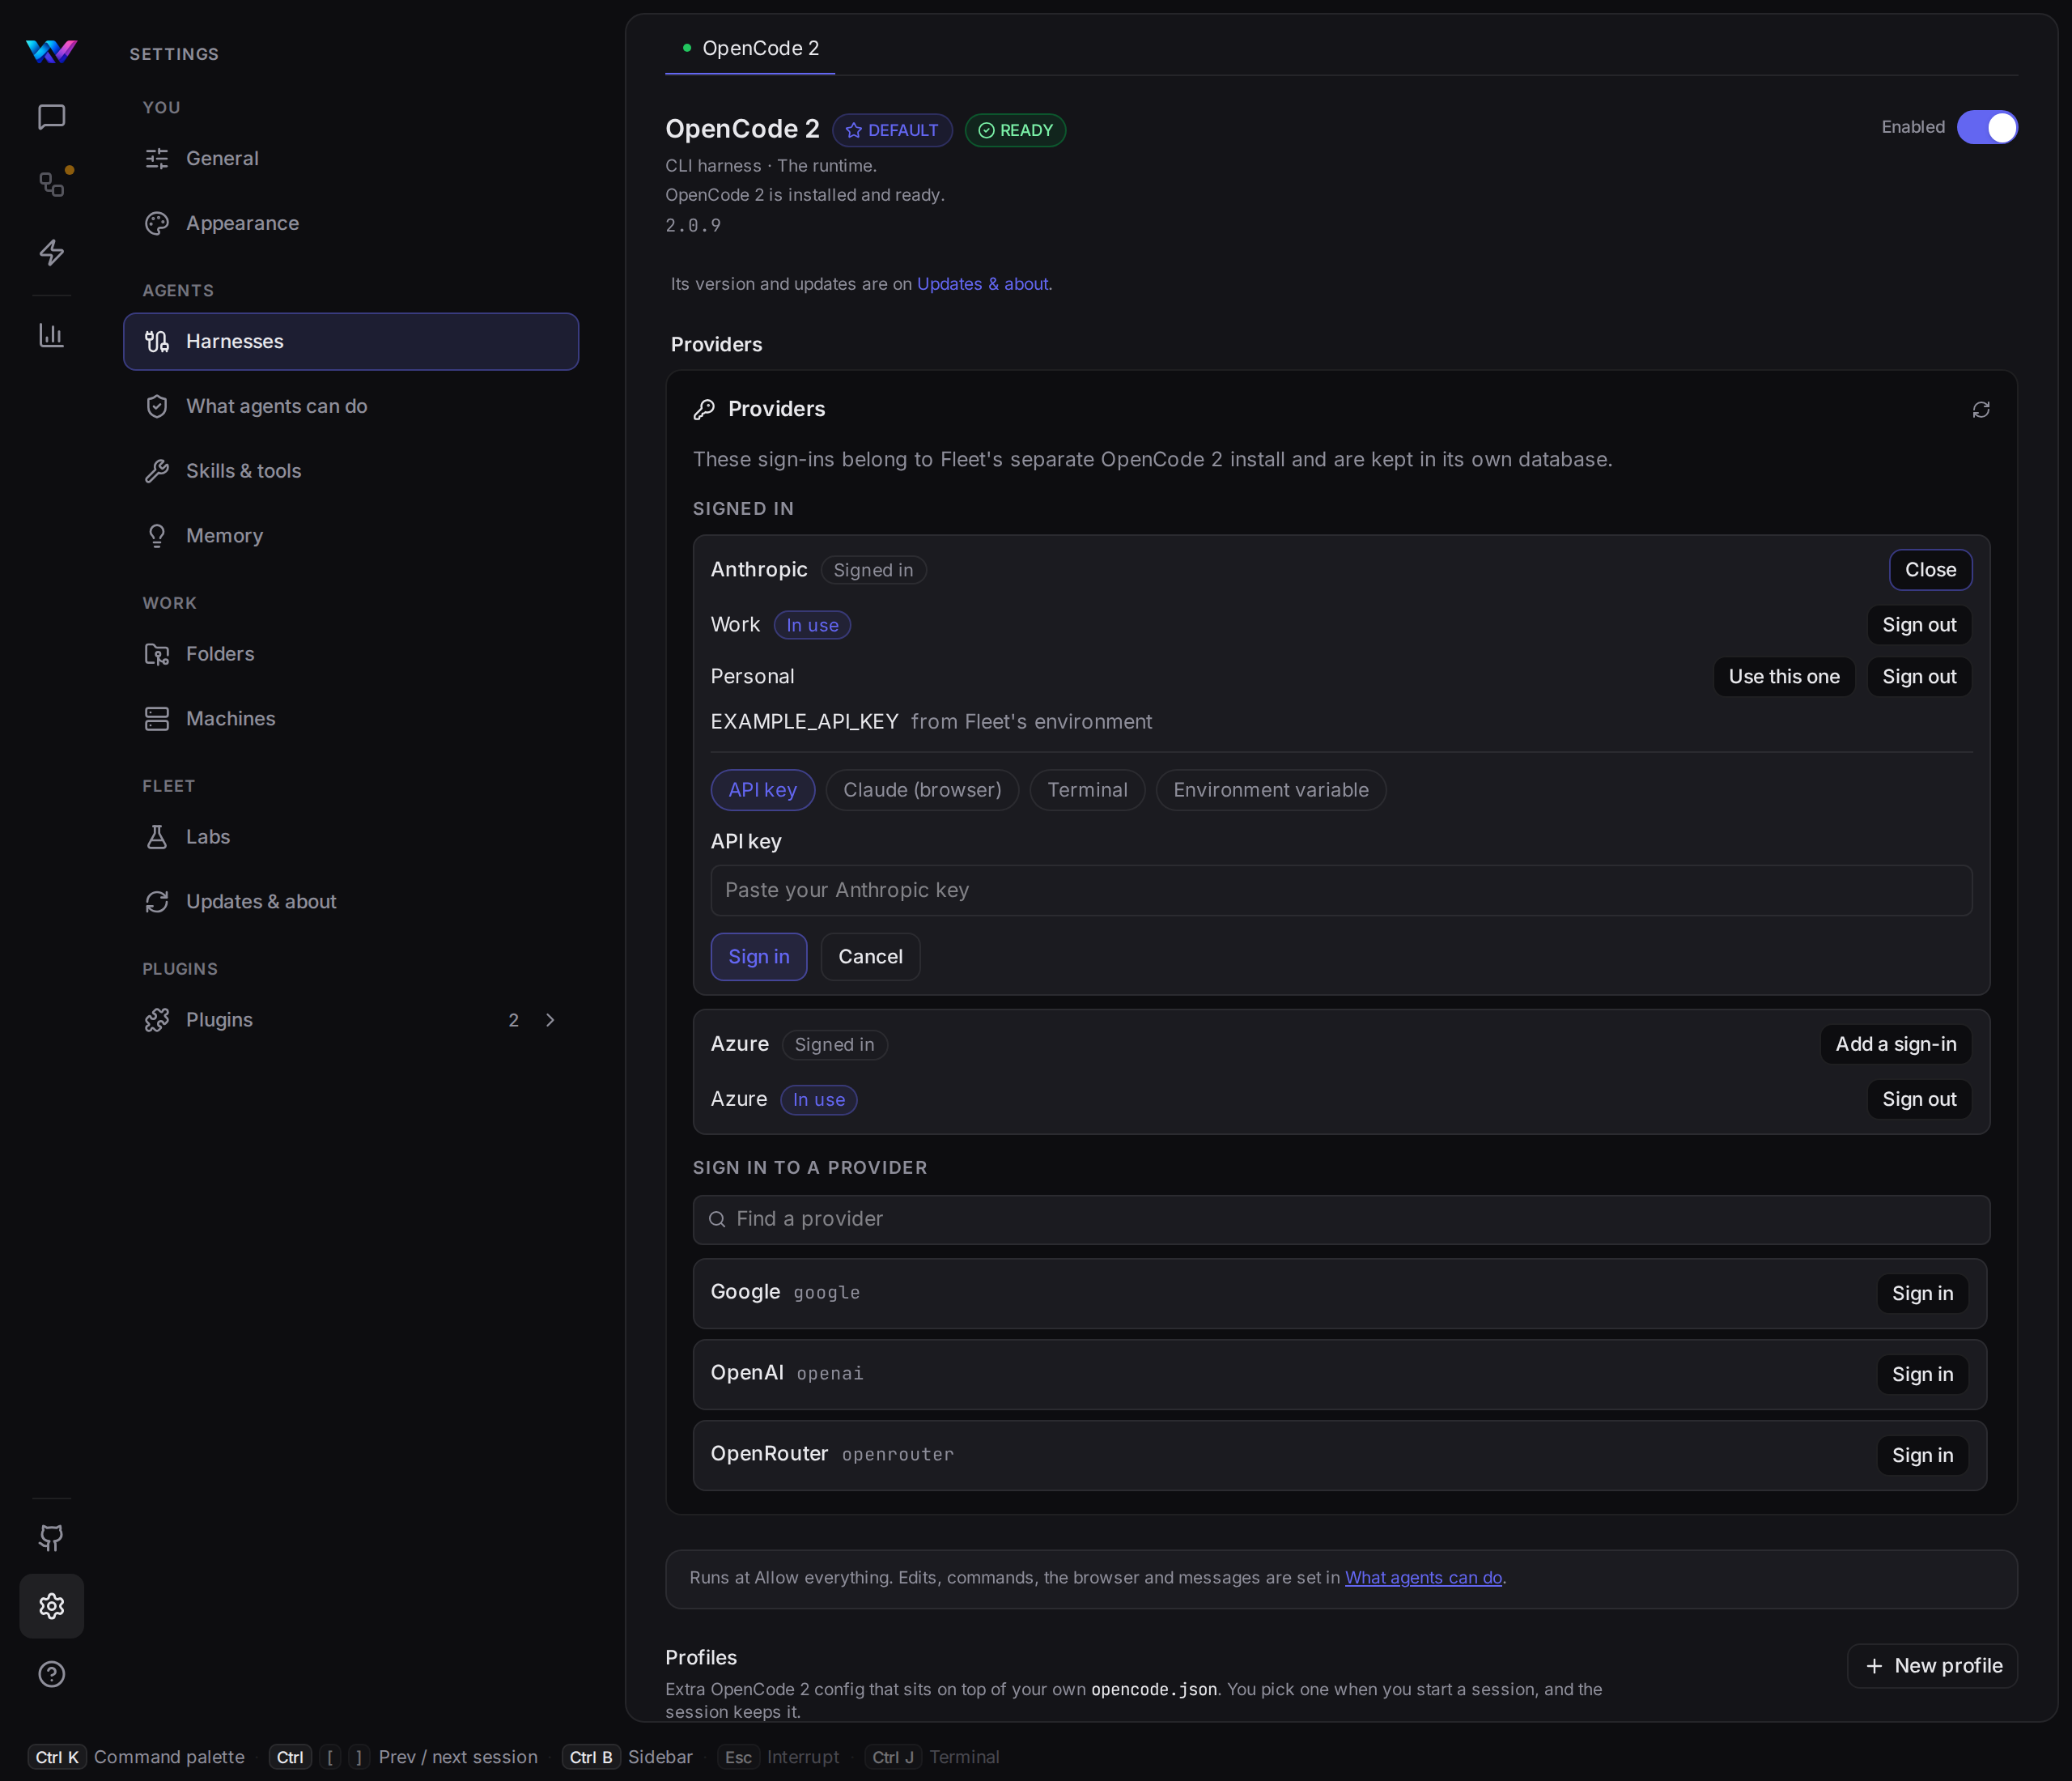 SETTINGS
YOU
General
Appearance
AGENTS
Harnesses
What agents can do
Skills & tools
Memory
WORK
Folders
Machines
FLEET
Labs
Updates & about
PLUGINS
Plugins 2
OpenCode 2
OpenCode 2 DEFAULT READY Enabled
CLI harness · The runtime.
OpenCode 2 is installed and ready.
2.0.9
Its version and updates are on Updates & about.
Providers
Providers
These sign-ins belong to Fleet's separate OpenCode 2 install and are kept in its own database.
SIGNED IN
Anthropic Signed in Close
Work In use Sign out
Personal Use this one Sign out
EXAMPLE_API_KEY from Fleet's environment
API key Claude (browser) Terminal Environment variable
API key
Paste your Anthropic key
Sign in Cancel
Azure Signed in Add a sign-in
Azure In use Sign out
SIGN IN TO A PROVIDER
Find a provider
Google google Sign in
OpenAI openai Sign in
OpenRouter openrouter Sign in
Runs at Allow everything. Edits, commands, the browser and messages are set in What agents can do.
Profiles New profile
Extra OpenCode 2 config that sits on top of your own opencode.json. You pick one when you start a session, and the
session keeps it.
Ctrl K Command palette · Ctrl [ ] Prev / next session · Ctrl B Sidebar · Esc Interrupt · Ctrl J Terminal